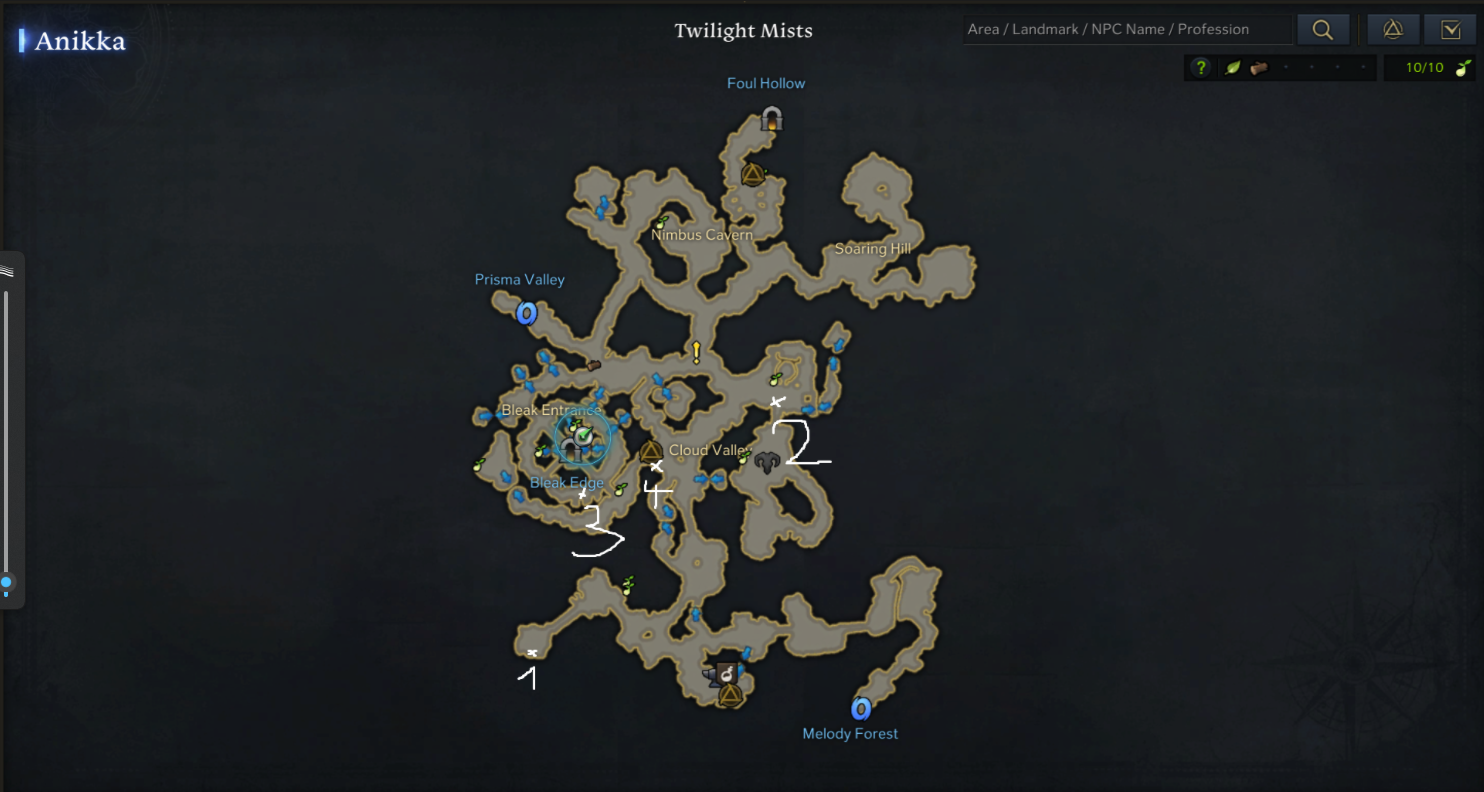 Anikka
Twilight Mists
Area / Landmark / NPC Name / Profession
?
10/10
Foul Hollow
Nimbus Cavern
Soaring Hill
Prisma Valley
!
Bleak Entrance
Cloud Valley
2
Bleak Edge
4
3
1
Melody Forest